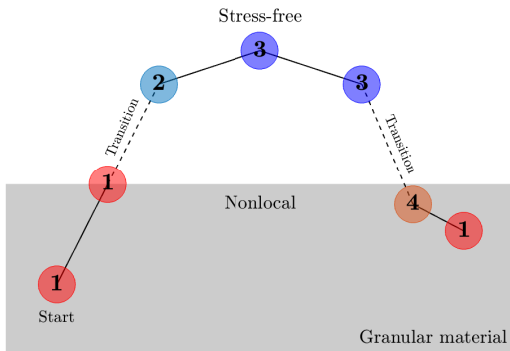 Stress-free
3
2
3
Transition
Transition
1
Nonlocal
4
1
1
Start
Granular material